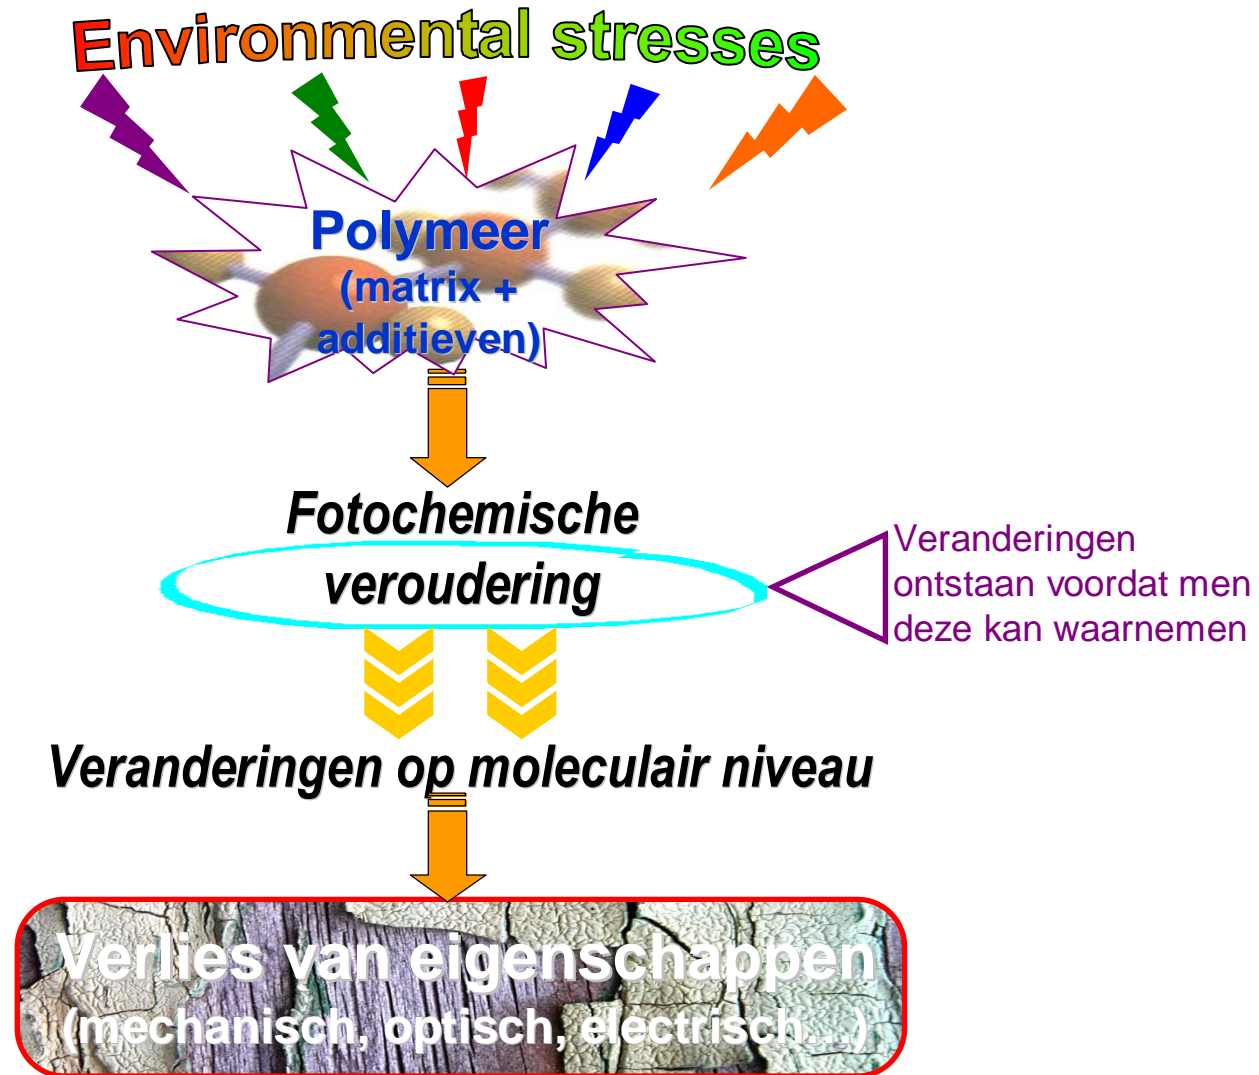 Environmental stresses
Polymeer
(matrix +
additieven)
Fotochemische
veroudering
Veranderingen
ontstaan voordat men
deze kan waarnemen
Veranderingen op moleculair niveau
Verlies van eigenschappen
(mechanisch, optisch, electrisch…)